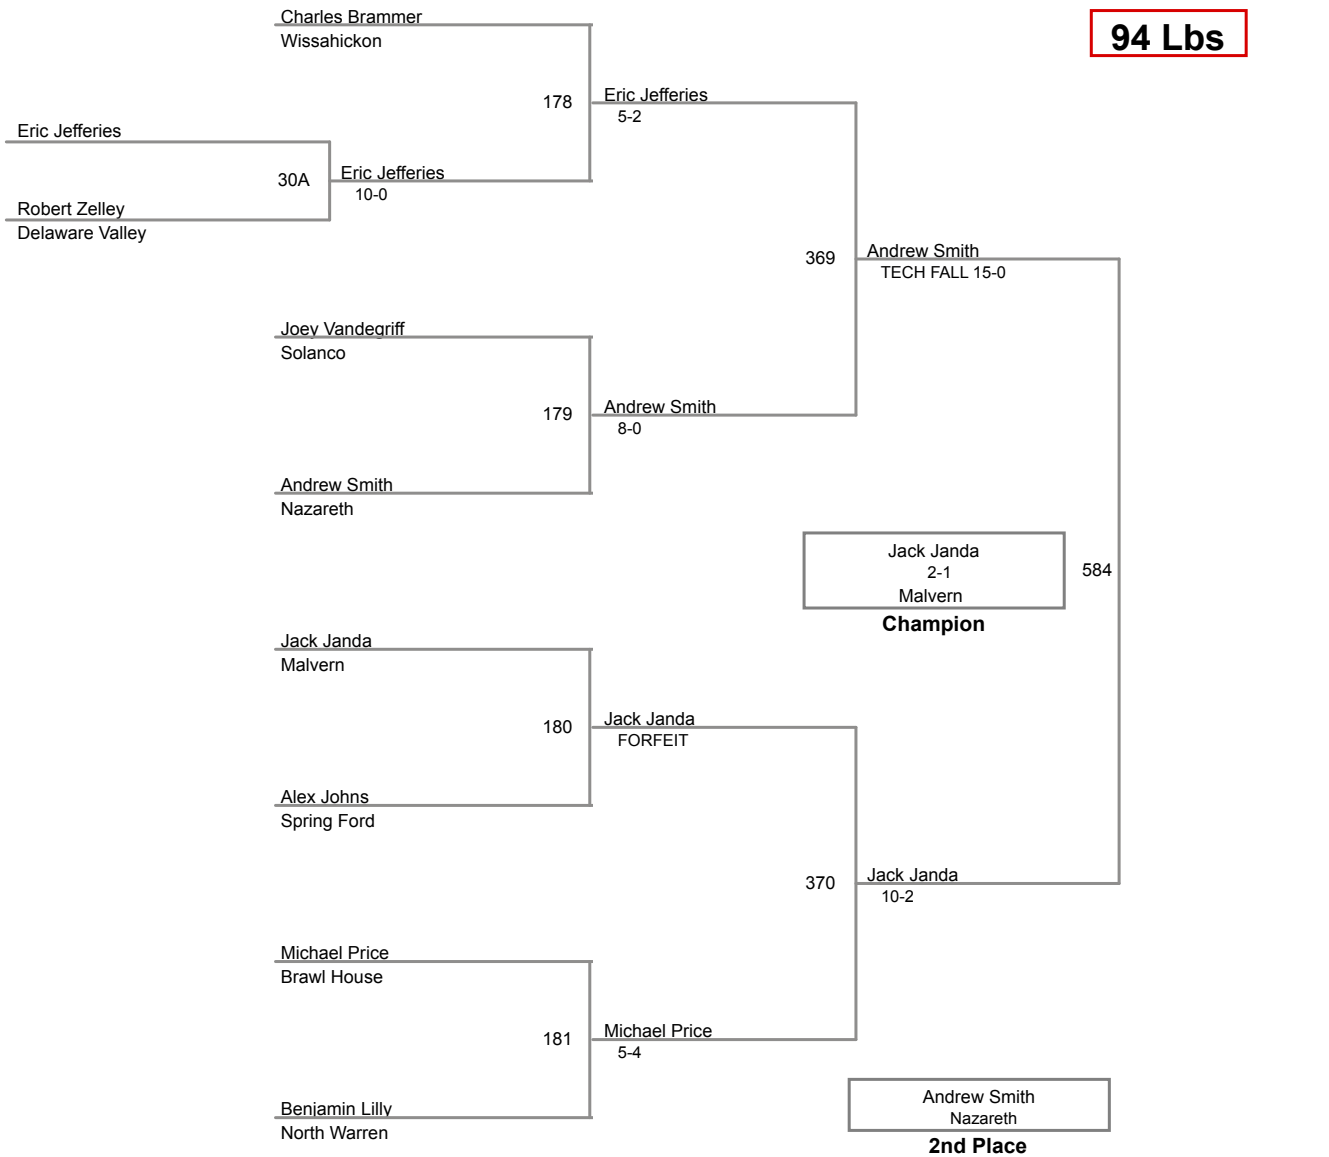 Charles Brammer
Wissahickon
94 Lbs
178
Eric Jefferies
5-2
Eric Jefferies
30A
Eric Jefferies
10-0
Robert Zelley
Delaware Valley
369
Andrew Smith
TECH FALL 15-0
Joey Vandegriff
Solanco
179
Andrew Smith
8-0
Andrew Smith
Nazareth
Jack Janda
2-1
Malvern
584
Champion
Jack Janda
Malvern
180
Jack Janda
FORFEIT
Alex Johns
Spring Ford
370
Jack Janda
10-2
Michael Price
Brawl House
181
Michael Price
5-4
Benjamin Lilly
North Warren
Andrew Smith
Nazareth
2nd Place